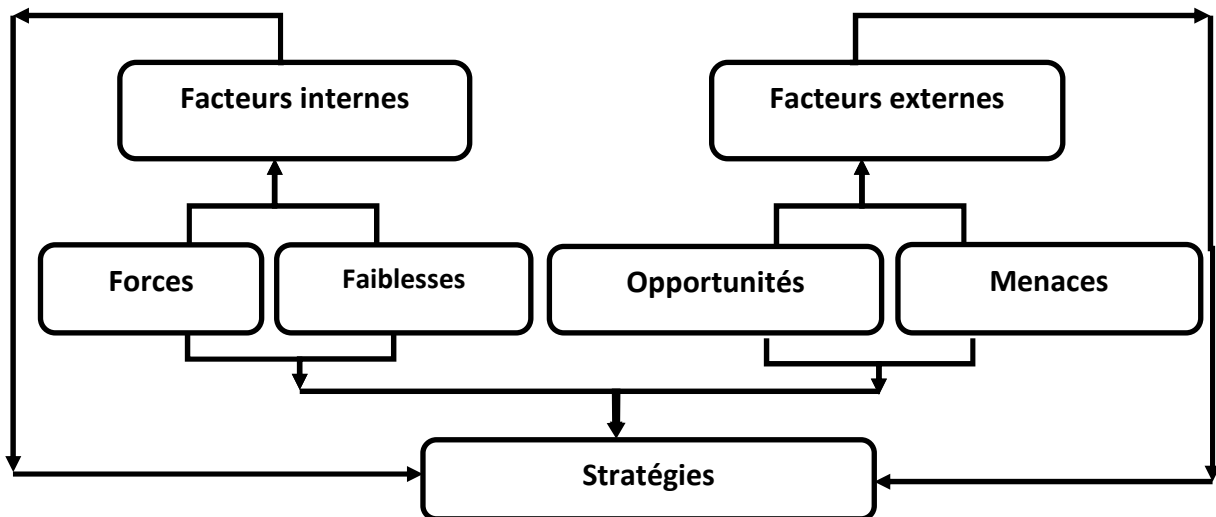 Facteurs internes
Facteurs externes
Forces
Faiblesses
Opportunités
Menaces
Stratégies